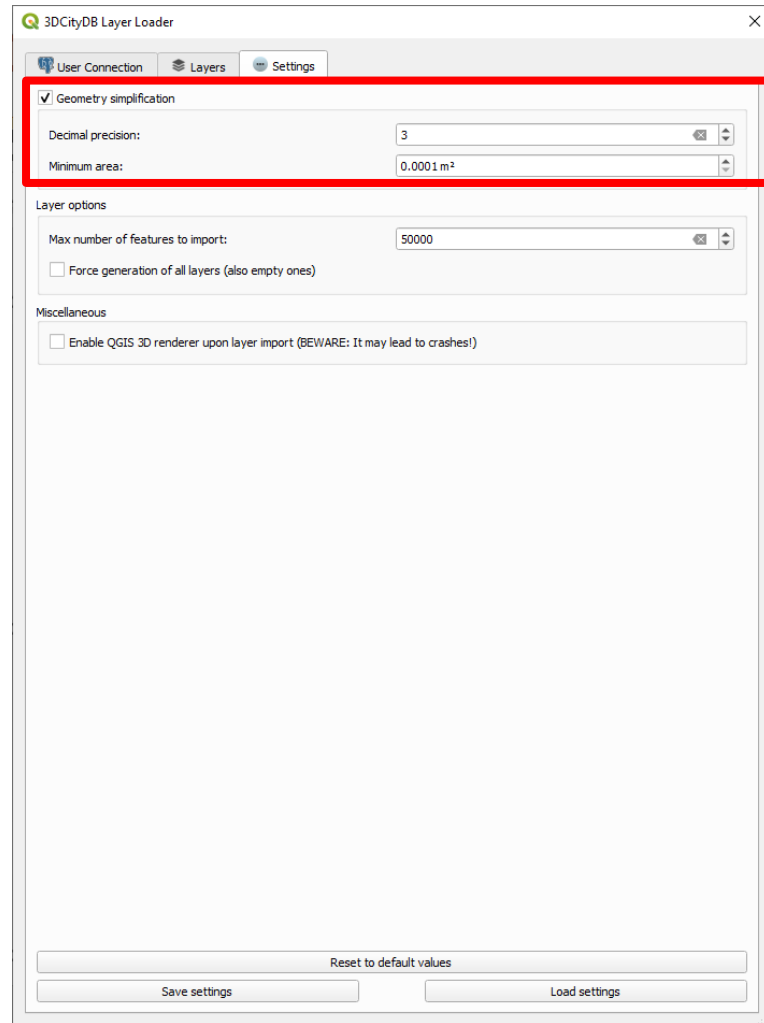 3DCityDB Layer Loader
User Connection Layers Settings
Geometry simplification
Decimal precision: 3
Minimum area: 0.0001 m²
Layer options
Max number of features to import: 50000
Force generation of all layers (also empty ones)
Miscellaneous
Enable QGIS 3D renderer upon layer import (BEWARE: It may lead to crashes!)
Reset to default values
Save settings Load settings